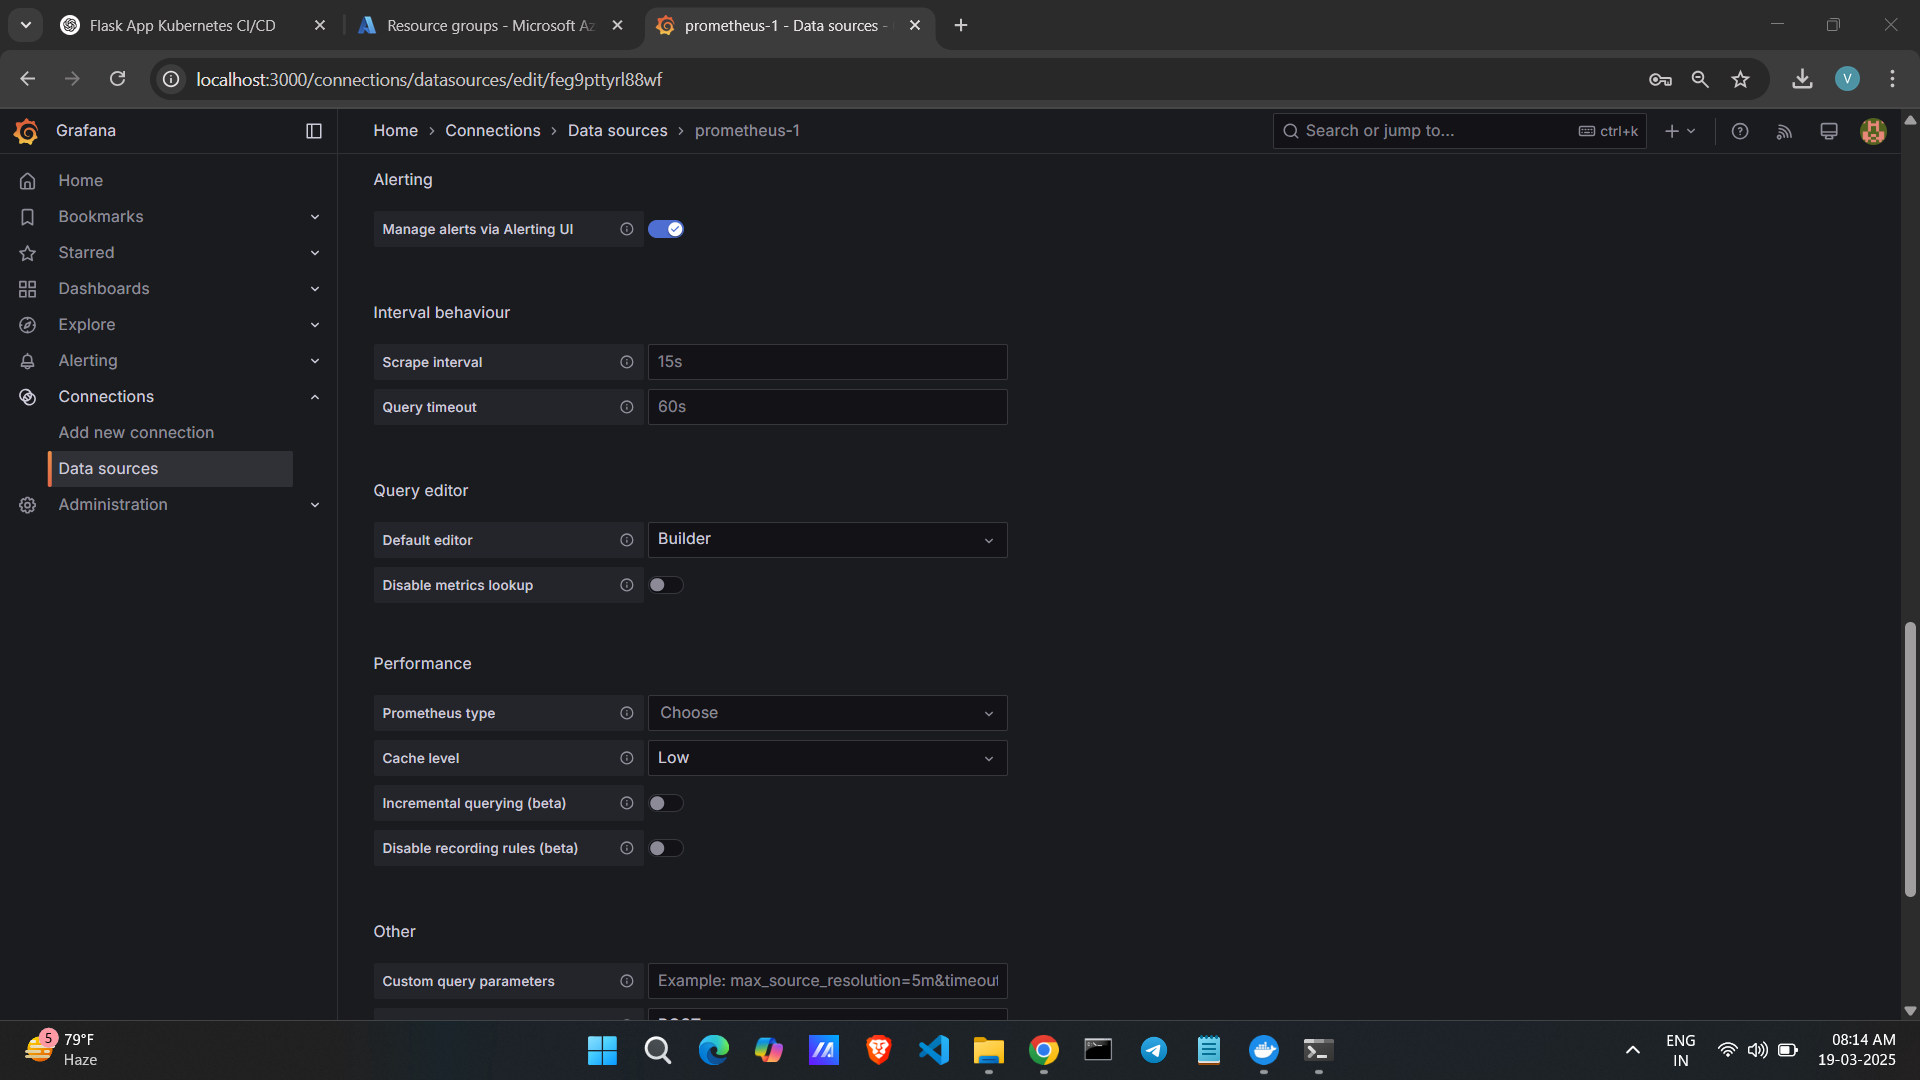 Flask App Kubernetes CI/CD
Resource groups - Microsoft Az
prometheus-1 - Data sources -
localhost:3000/connections/datasources/edit/feg9pttyrl88wf
V
Grafana
Home › Connections › Data sources › prometheus-1
Search or jump to...
ctrl+k
Home
Bookmarks
Starred
Dashboards
Explore
Alerting
Connections
Add new connection
Data sources
Administration
Alerting
Manage alerts via Alerting UI
Interval behaviour
Scrape interval
15s
Query timeout
60s
Query editor
Default editor
Builder
Disable metrics lookup
Performance
Prometheus type
Choose
Cache level
Low
Incremental querying (beta)
Disable recording rules (beta)
Other
Custom query parameters
Example: max_source_resolution=5m&timeout
5
79°F
Haze
ENG
IN
08:14 AM
19-03-2025